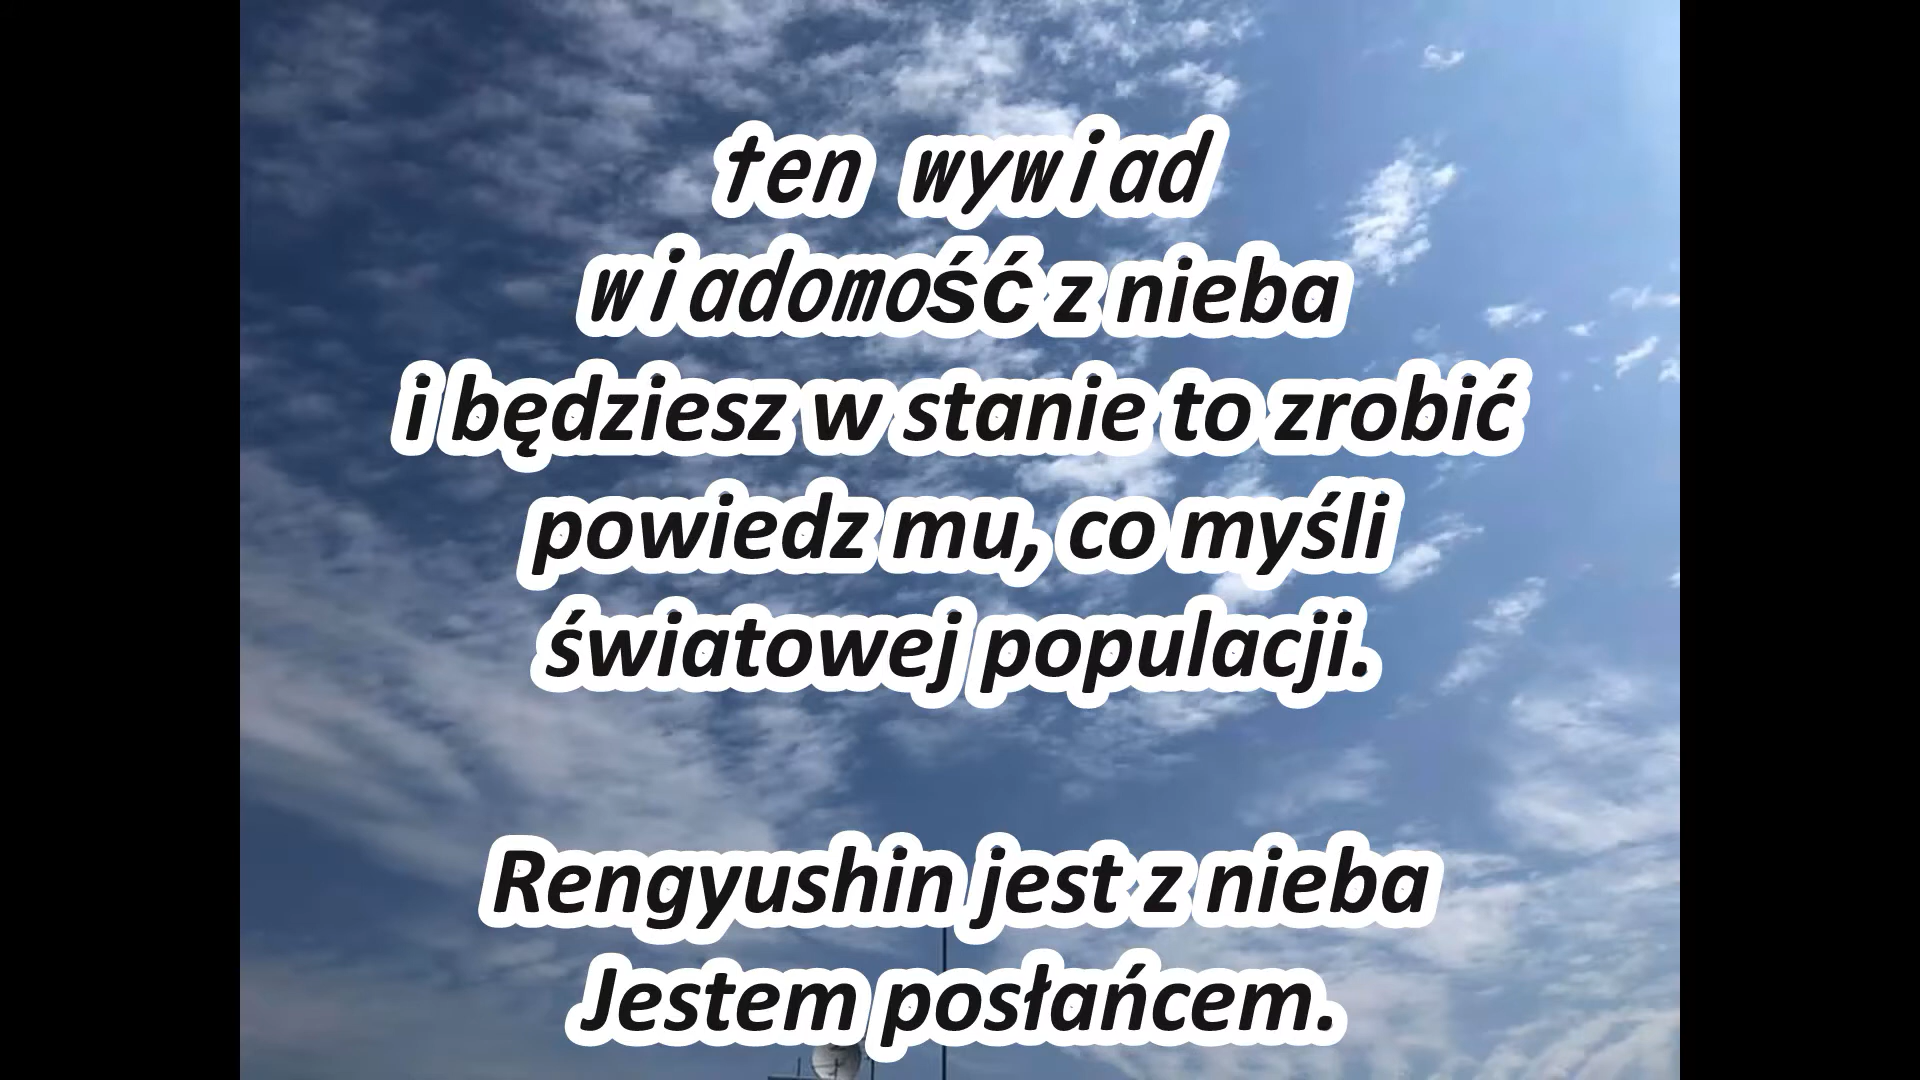 ten wywiad
wiadomość z nieba
i będziesz w stanie to zrobić
powiedz mu, co myśli
światowej populacji.
Rengyushin jest z nieba
Jestem posłańcem.